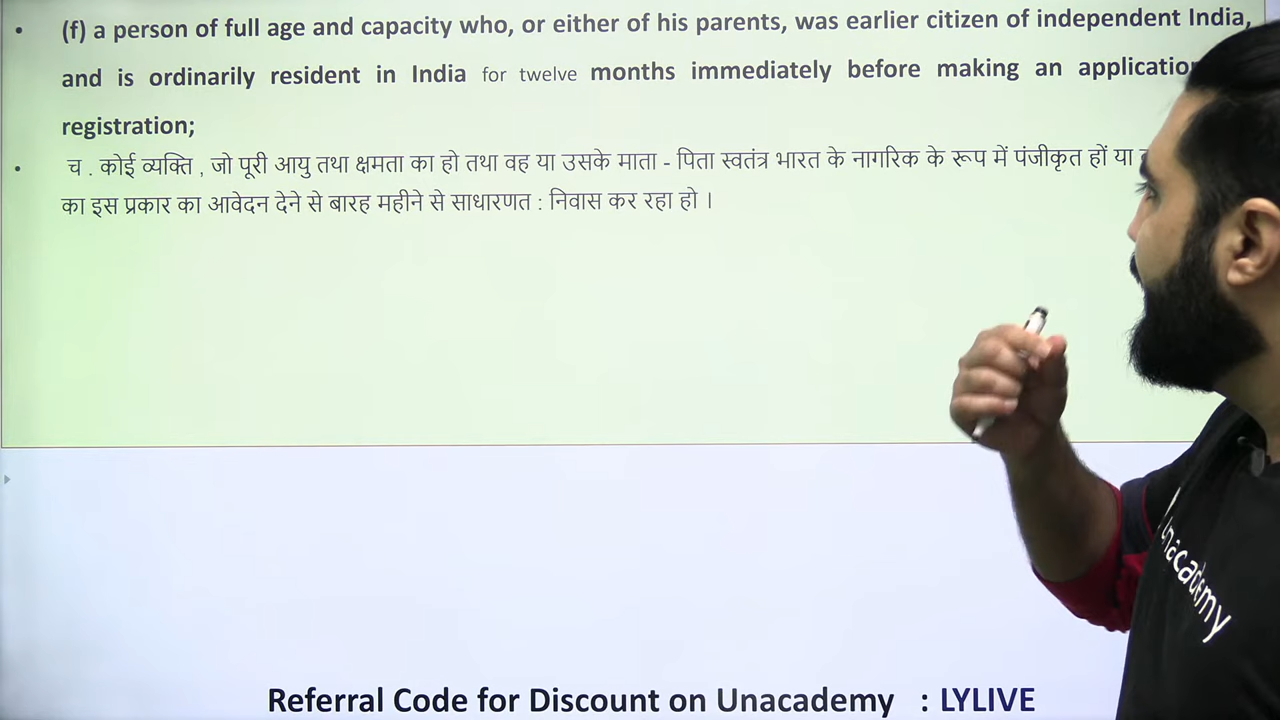 • (f) a person of full age and capacity who, or either of his parents, was earlier citizen of independent India,
and is ordinarily resident in India for twelve months immediately before making an application
registration;
• च . कोई व्यक्ति , जो पूरी आयु तथा क्षमता का हो तथा वह या उसके माता - पिता स्वतंत्र भारत के नागरिक के रूप में पंजीकृत हों या
का इस प्रकार का आवेदन देने से बारह महीने से साधारणत : निवास कर रहा हो ।
unacademy
Referral Code for Discount on Unacademy : LYLIVE